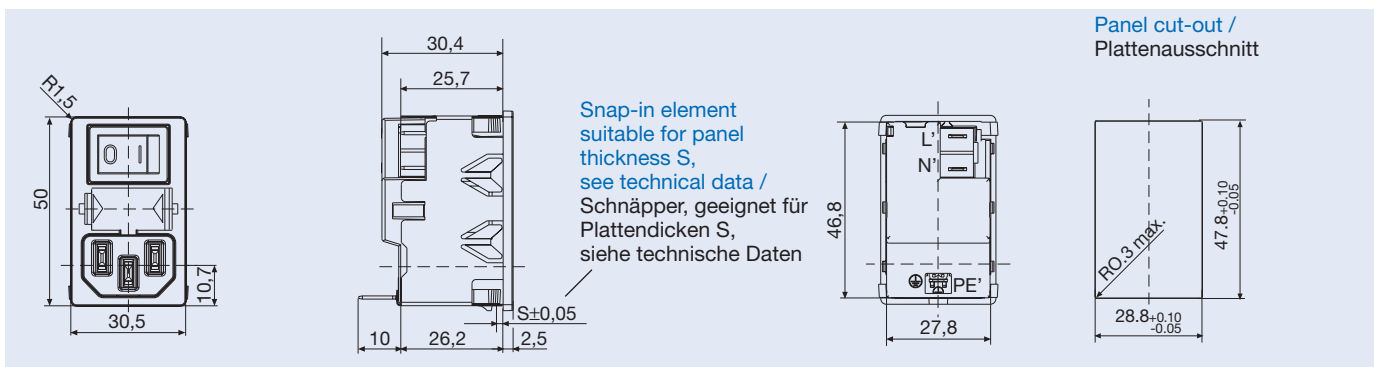 Panel cut-out /
Plattenausschnitt
R1,5
50
O I
10,7
30,5
30,4
25,7
Snap-in element
suitable for panel
thickness S,
see technical data /
Schnäpper, geeignet für
Plattendicken S,
siehe technische Daten
S±0,05
10
26,2
2,5
L’
N’
46,8
PE’
27,8
RO.3 max.
47.8+0.10
-0.05
28.8+0.10
-0.05